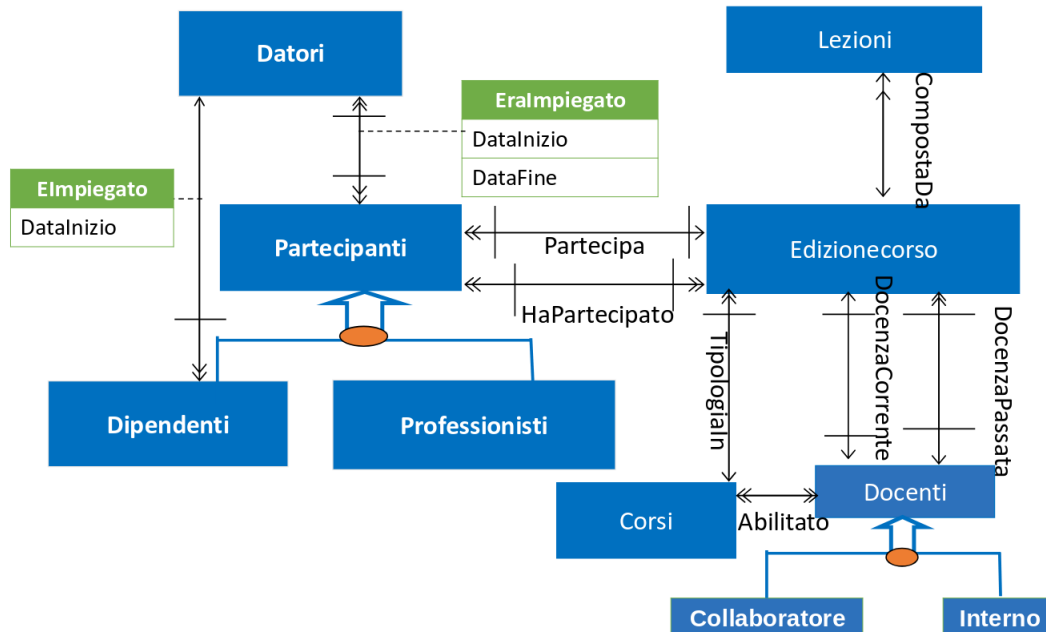 Datori
Lezioni
EraImpiegato
DataInizio
DataFine
CompostaDa
EImpiegato
DataInizio
Partecipanti
Partecipa
Edizionecorso
HaPartecipato
TipologiaIn
DocenzaCorrente
DocenzaPassata
Dipendenti
Professionisti
Corsi
Abilitato
Docenti
Collaboratore
Interno